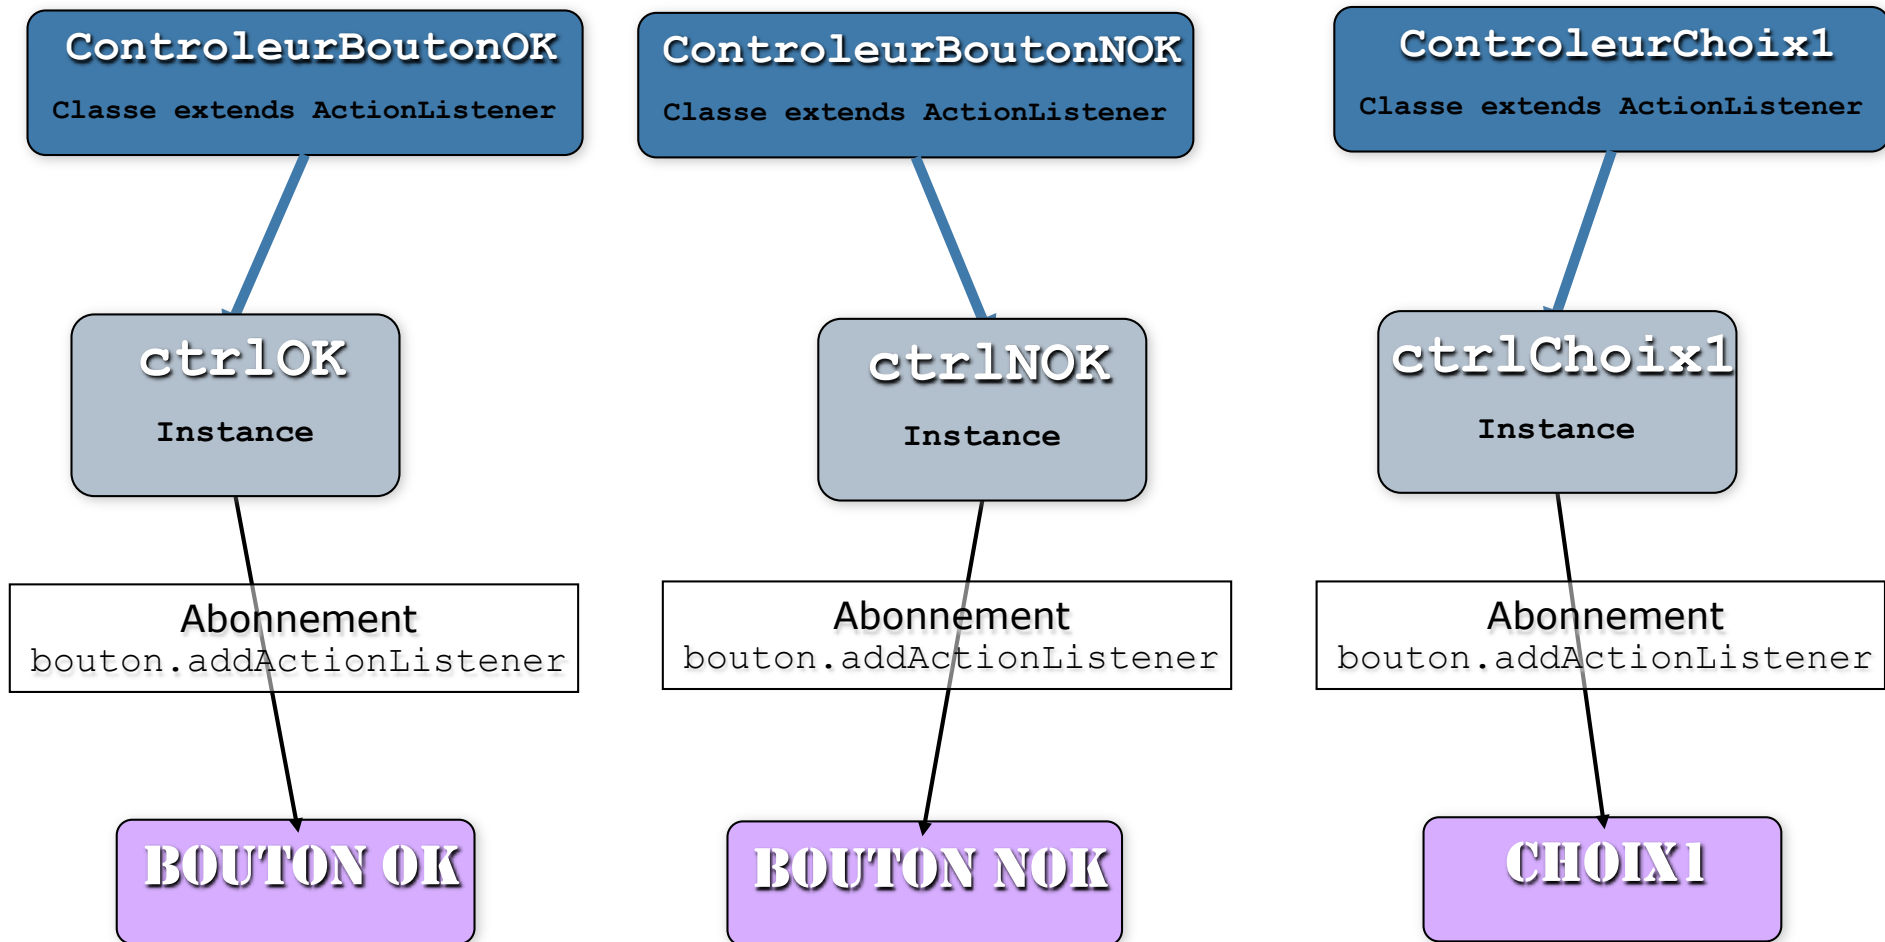 ControleurBoutonOK
Classe extends ActionListener
ControleurBoutonNOK
Classe extends ActionListener
ControleurChoix1
Classe extends ActionListener
ctrlOK
Instance
ctrlNOK
Instance
ctrlChoix1
Instance
Abonnement
bouton.addActionListener
Abonnement
bouton.addActionListener
Abonnement
bouton.addActionListener
BOUTON OK
BOUTON NOK
CHOIX1